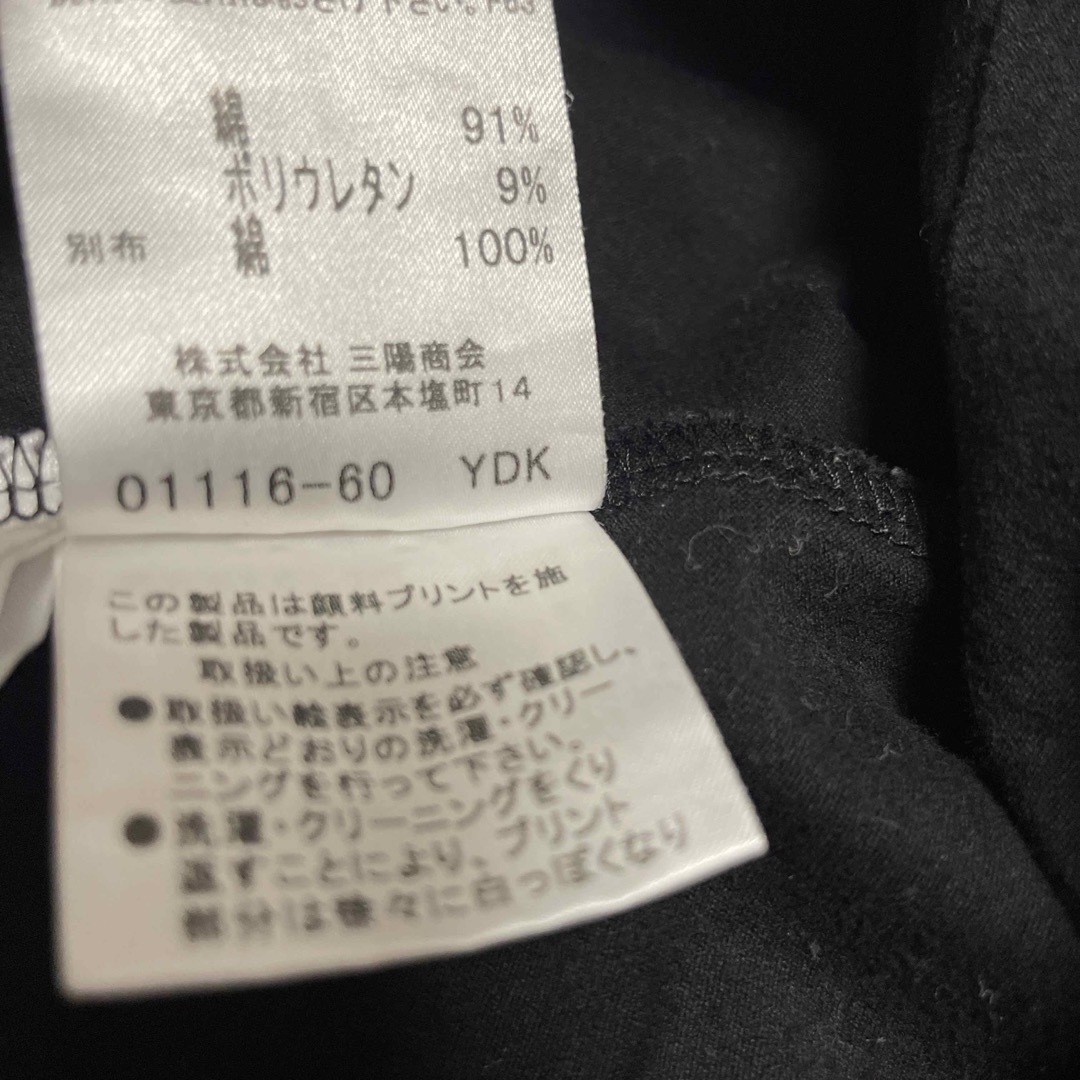 さけ下さい。P63
綿 91%
ポリウレタン 9%
別布 綿 100%
株式会社 三陽商会
東京都新宿区本塩町14
01116-60 YDK
この製品は顔料プリントを施
した製品です。
取扱い上の注意
●取扱い絵表示を必ず確認し、
表示どおりの洗濯・クリー
ニングを行って下さい。
●洗濯・クリーニングをくり
返すことにより、プリント
部分は徐々に白っぽくなり